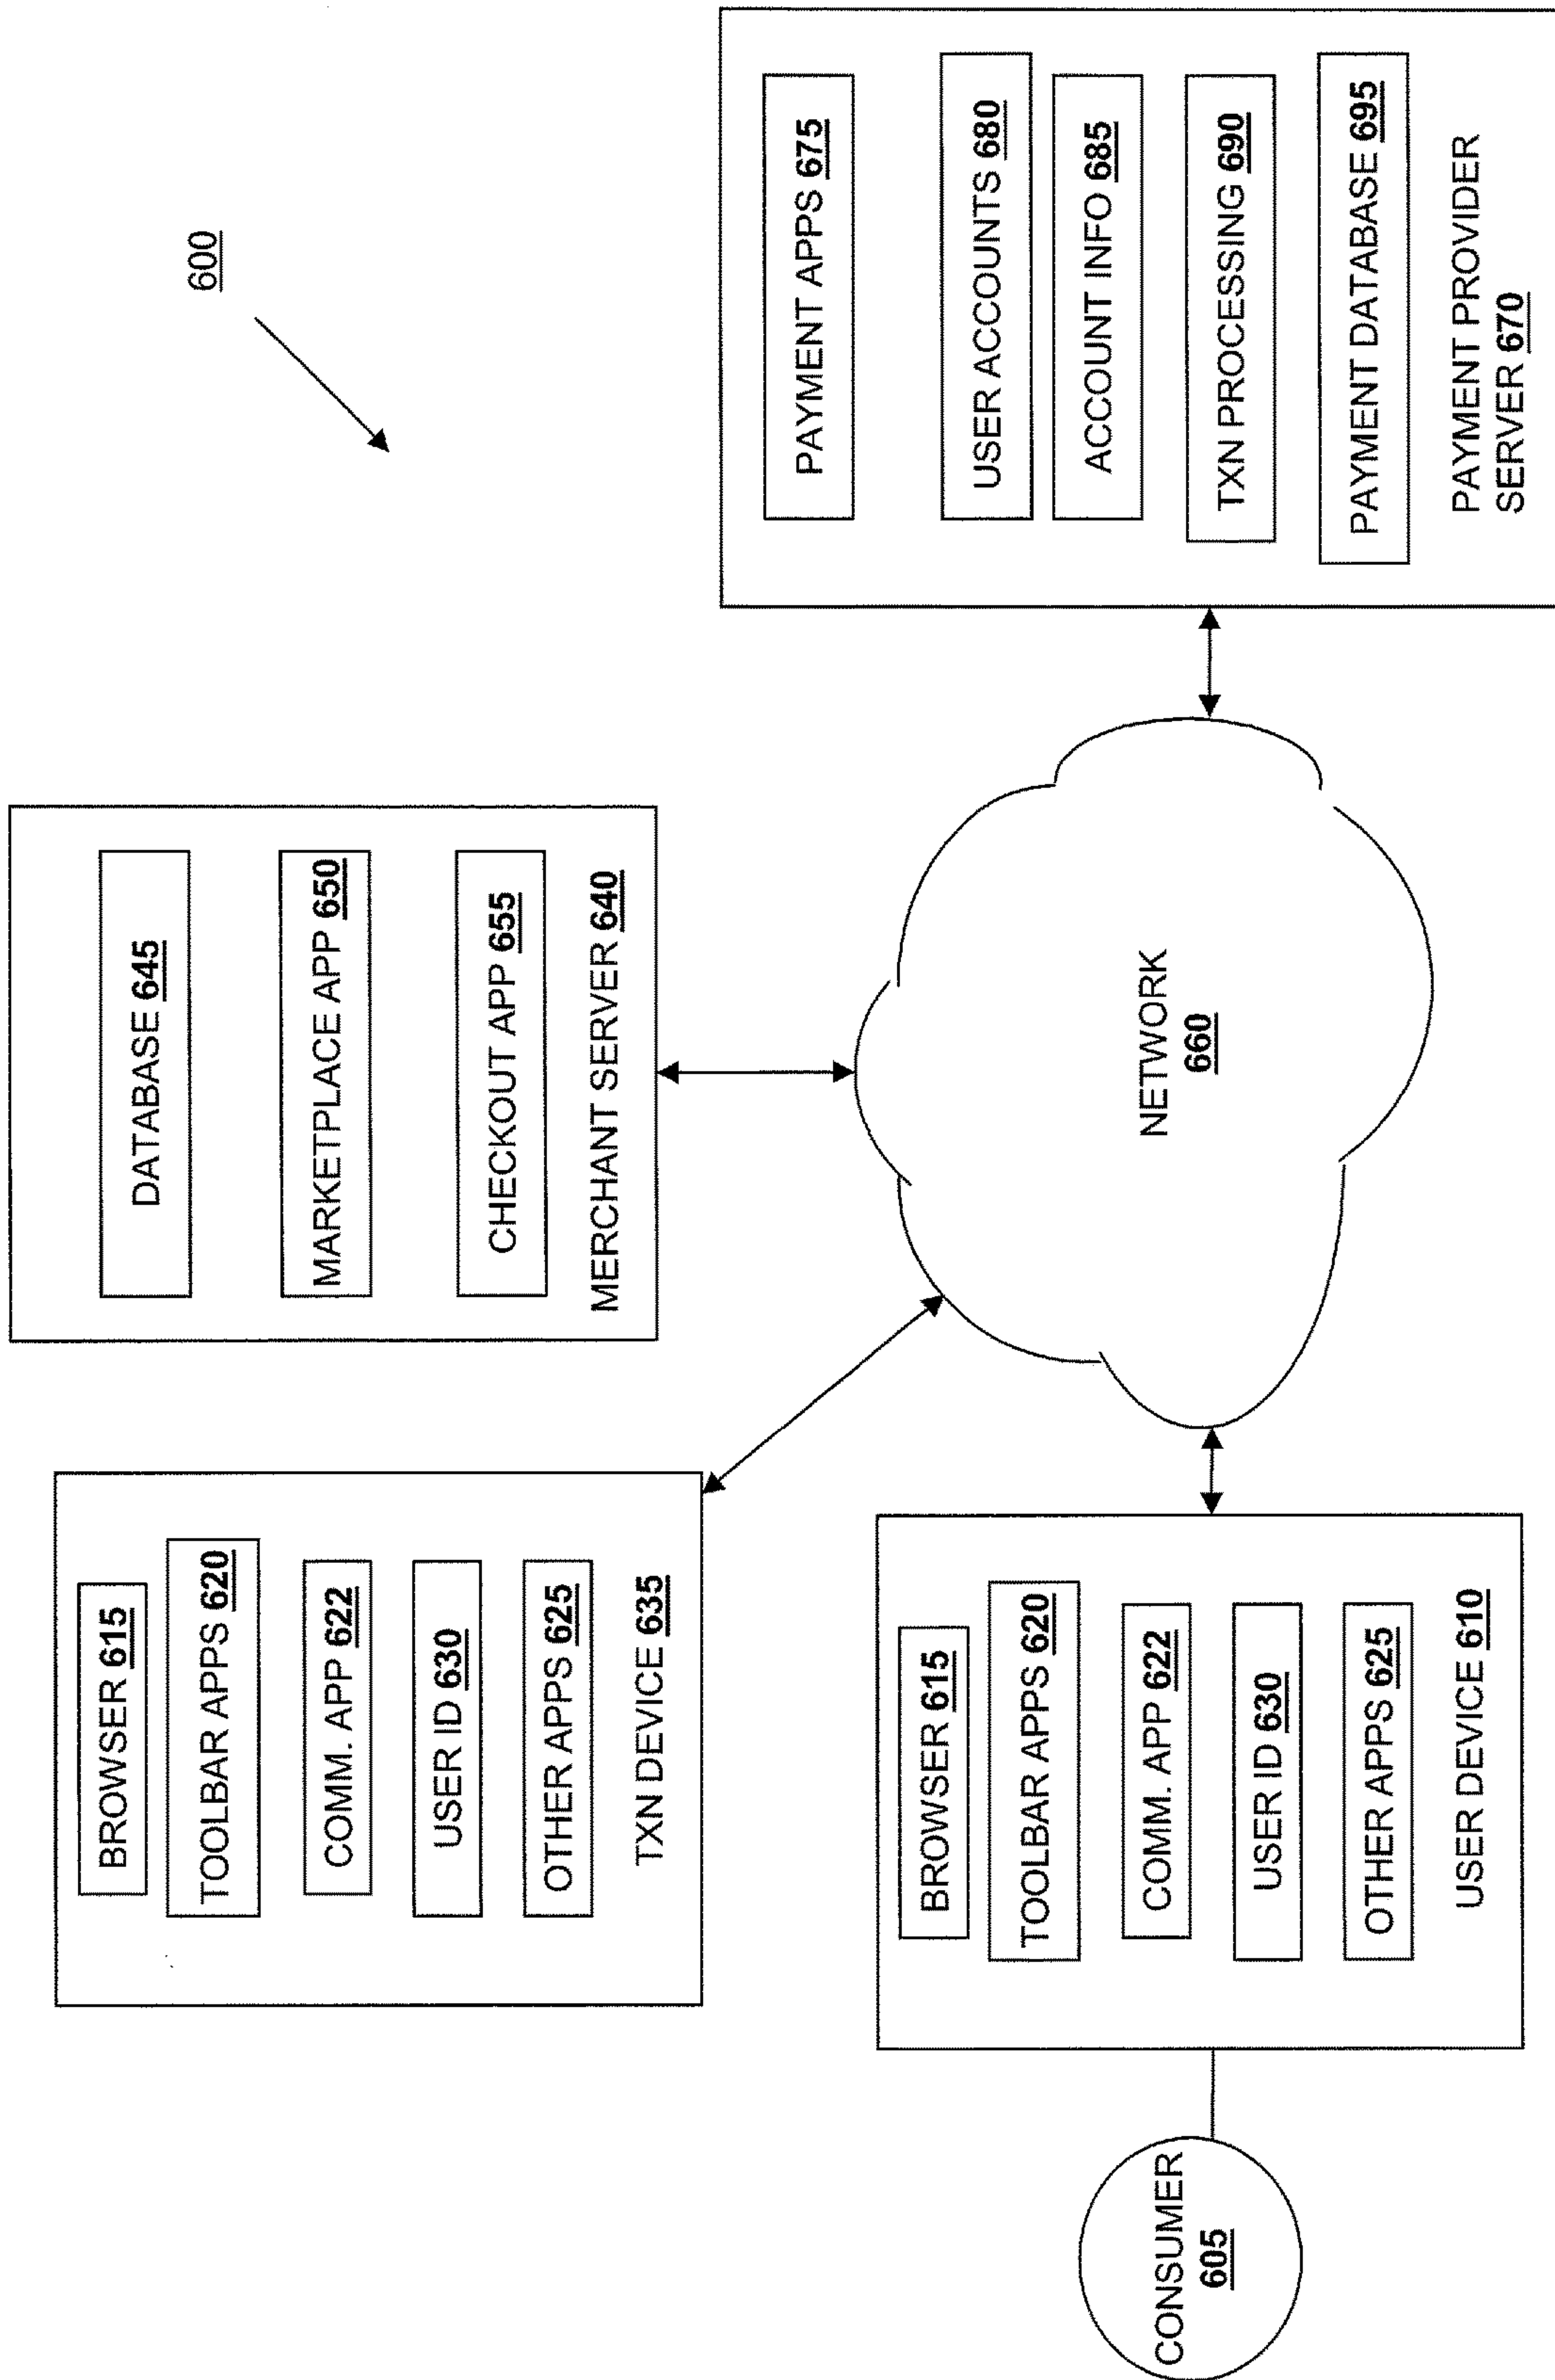 600
BROWSER 615
TOOLBAR APPS 620
COMM. APP 622
USER ID 630
OTHER APPS 625
TXN DEVICE 635
DATABASE 645
MARKETPLACE APP 650
CHECKOUT APP 655
MERCHANT SERVER 640
CONSUMER
605
BROWSER 615
TOOLBAR APPS 620
COMM. APP 622
USER ID 630
OTHER APPS 625
USER DEVICE 610
NETWORK
660
PAYMENT APPS 675
USER ACCOUNTS 680
ACCOUNT INFO 685
TXN PROCESSING 690
PAYMENT DATABASE 695
PAYMENT PROVIDER
SERVER 670